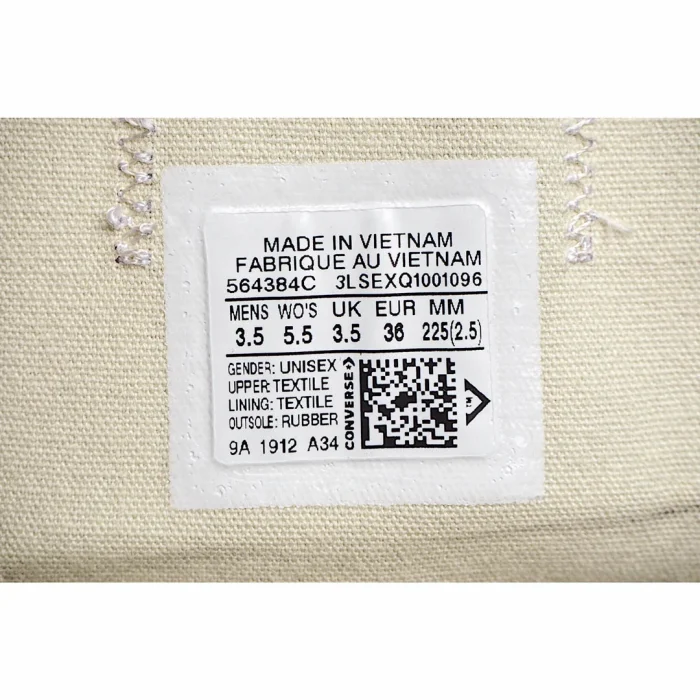 MADE IN VIETNAM
FABRIQUE AU VIETNAM
564384C 3LSEXQ1001096
MENS WO'S UK EUR MM
3.5 5.5 3.5 36 225(2.5)
GENDER: UNISEX
UPPER: TEXTILE
LINING: TEXTILE
OUTSOLE: RUBBER
9A 1912 A34
CONVERSE
TM